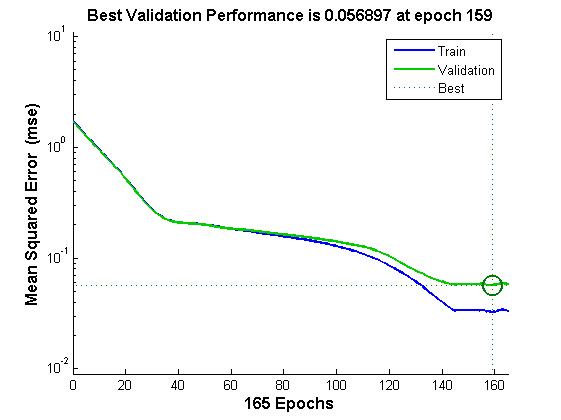 Best Validation Performance is 0.056897 at epoch 159
Mean Squared Error (mse)
10^1
10^0
10^-1
10^-2
Train
Validation
Best
0 20 40 60 80 100 120 140 160
165 Epochs